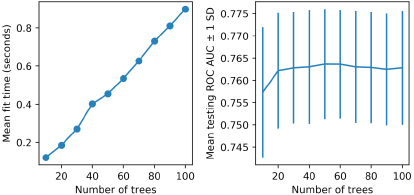 Mean fit time (seconds)
0.8
0.6
0.4
0.2
20 40 60 80 100
Number of trees
Mean testing ROC AUC ± 1 SD
0.775
0.770
0.765
0.760
0.755
0.750
0.745
20 40 60 80 100
Number of trees